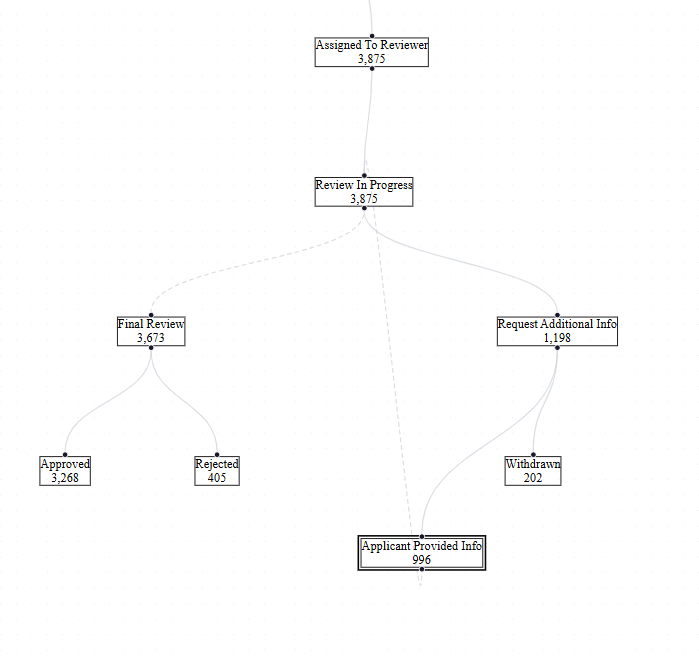 Assigned To Reviewer
3,875
Review In Progress
3,875
Final Review
3,673
Request Additional Info
1,198
Approved
3,268
Rejected
405
Withdrawn
202
Applicant Provided Info
996